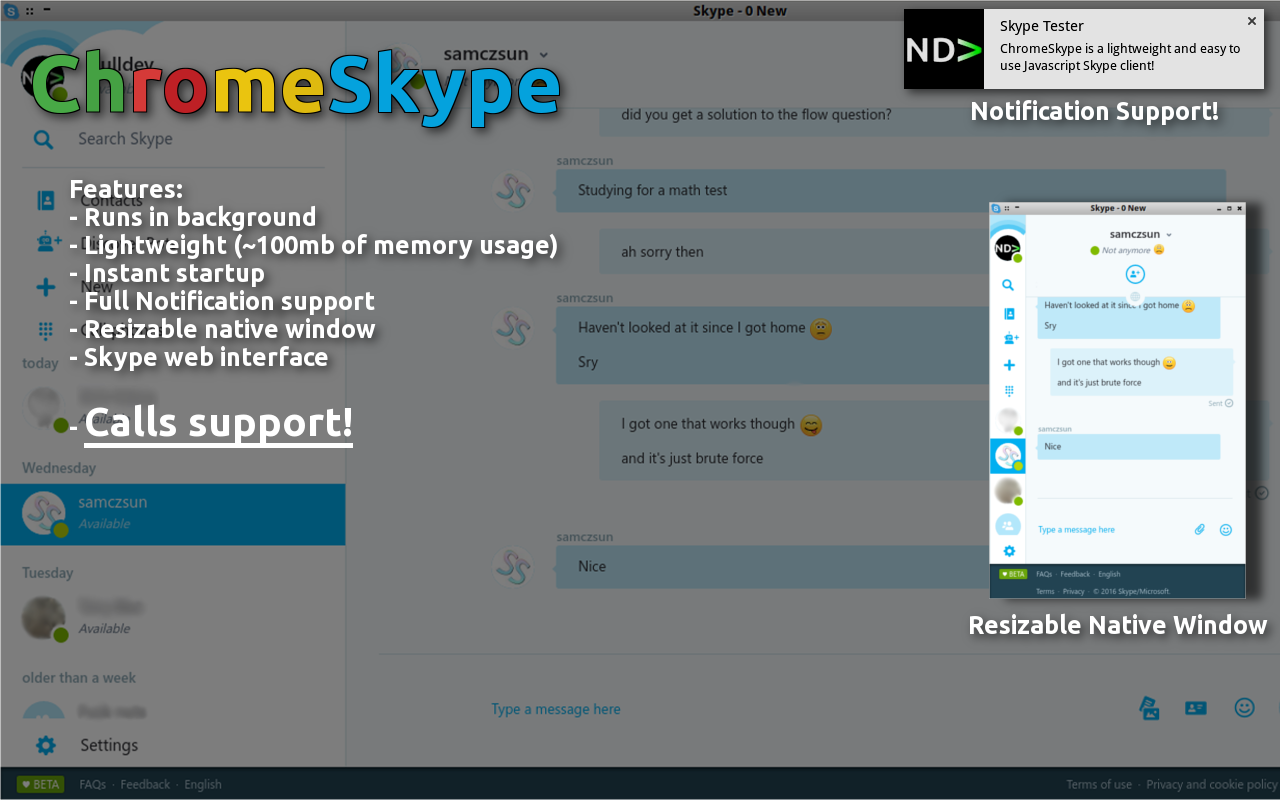 Skype - 0 New
ChromeSkype
Search Skype
Contacts
New
Features:
- Runs in background
- Lightweight (~100mb of memory usage)
- Instant startup
- Full Notification support
- Resizable native window
- Skype web interface
- Calls support!
today
Available
Wednesday
samczsun
Available
Tuesday
Available
older than a week
Settings
samczsun
did you get a solution to the flow question?
samczsun
Studying for a math test
ah sorry then
samczsun
Haven't looked at it since I got home
Sry
I got one that works though
and it's just brute force
samczsun
Nice
Type a message here
ND>
Skype Tester
ChromeSkype is a lightweight and easy to
use Javascript Skype client!
Notification Support!
Skype - 0 New
ND>
samczsun
Not anymore
Haven't looked at it since I got home
Sry
I got one that works though
and it's just brute force
Sent
samczsun
Nice
Type a message here
BETA FAQs · Feedback · English
Terms · Privacy · © 2016 Skype/Microsoft
Resizable Native Window
BETA FAQs · Feedback · English
Terms of use · Privacy and cookie policy